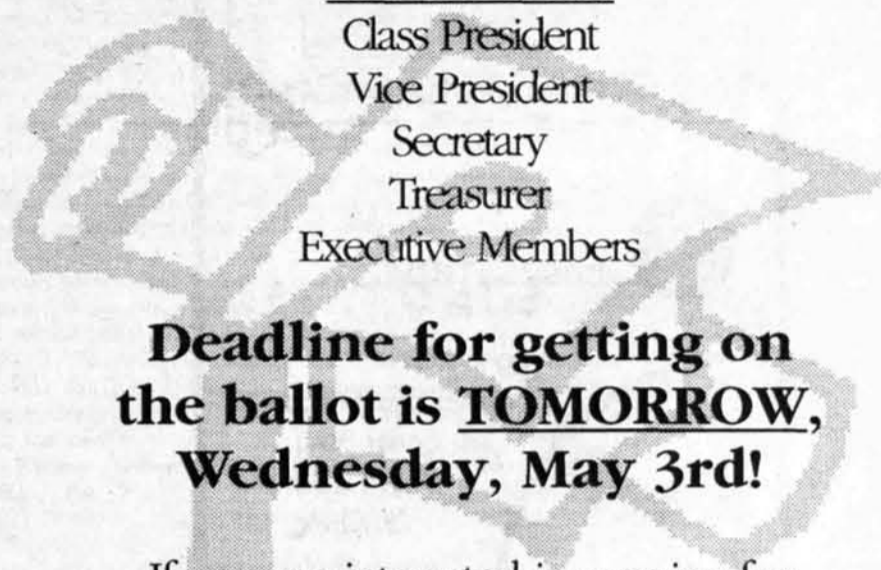 Class President
Vice President
Secretary
Treasurer
Executive Members
Deadline for getting on
the ballot is TOMORROW,
Wednesday, May 3rd!